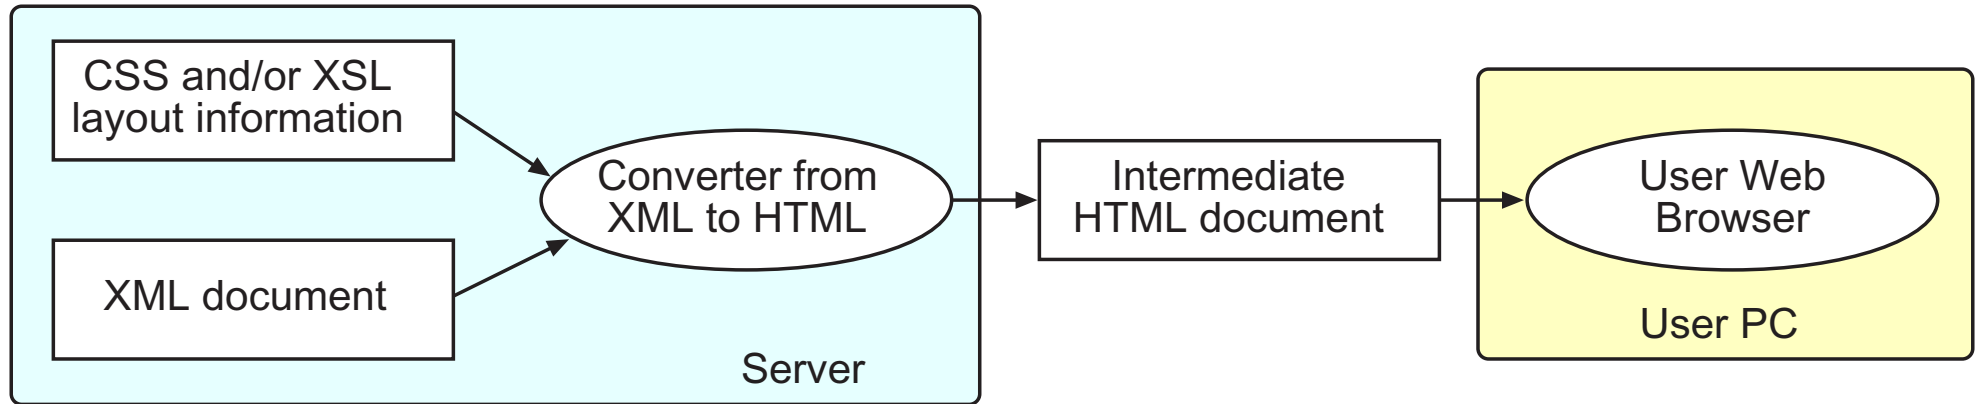 CSS and/or XSL
layout information
XML document
Converter from
XML to HTML
Server
Intermediate
HTML document
User Web
Browser
User PC